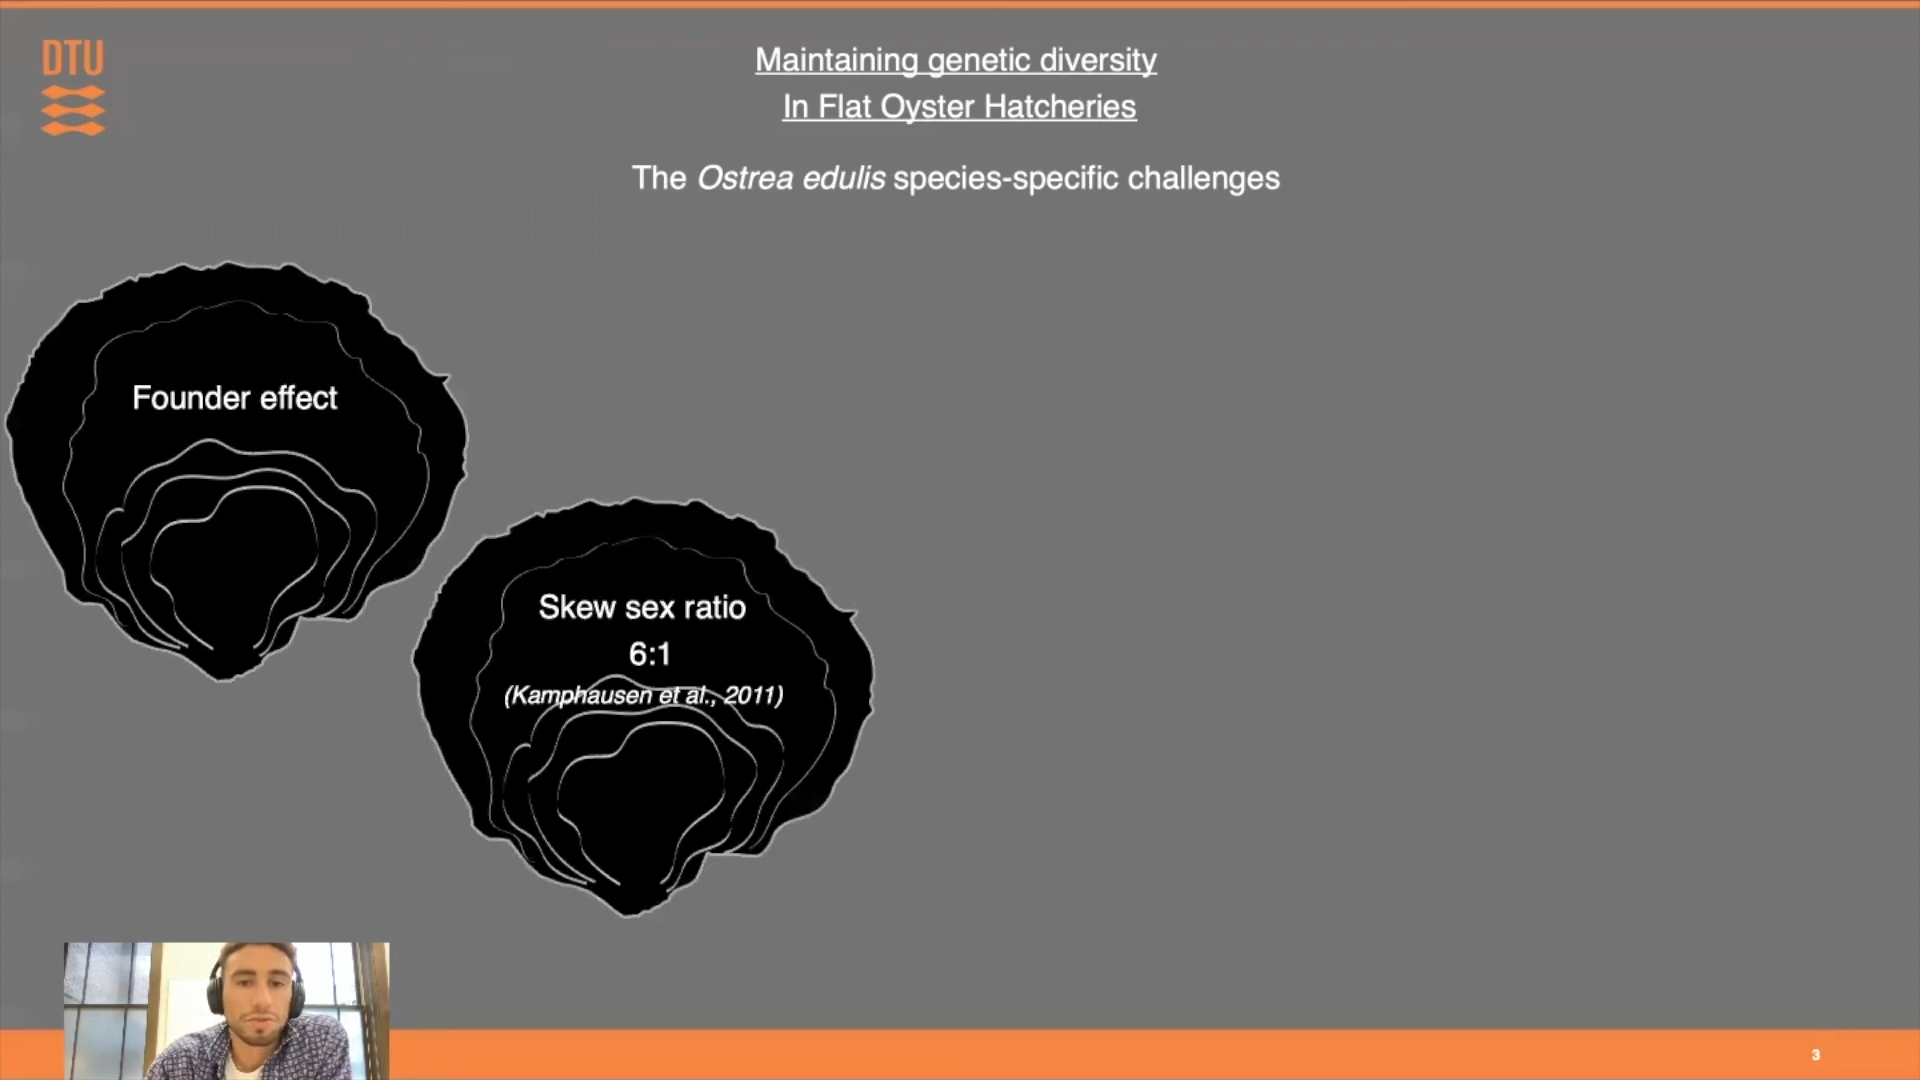 DTU
Maintaining genetic diversity
In Flat Oyster Hatcheries
The Ostrea edulis species-specific challenges
Founder effect
Skew sex ratio
6:1
(Kamphausen et al., 2011)
3